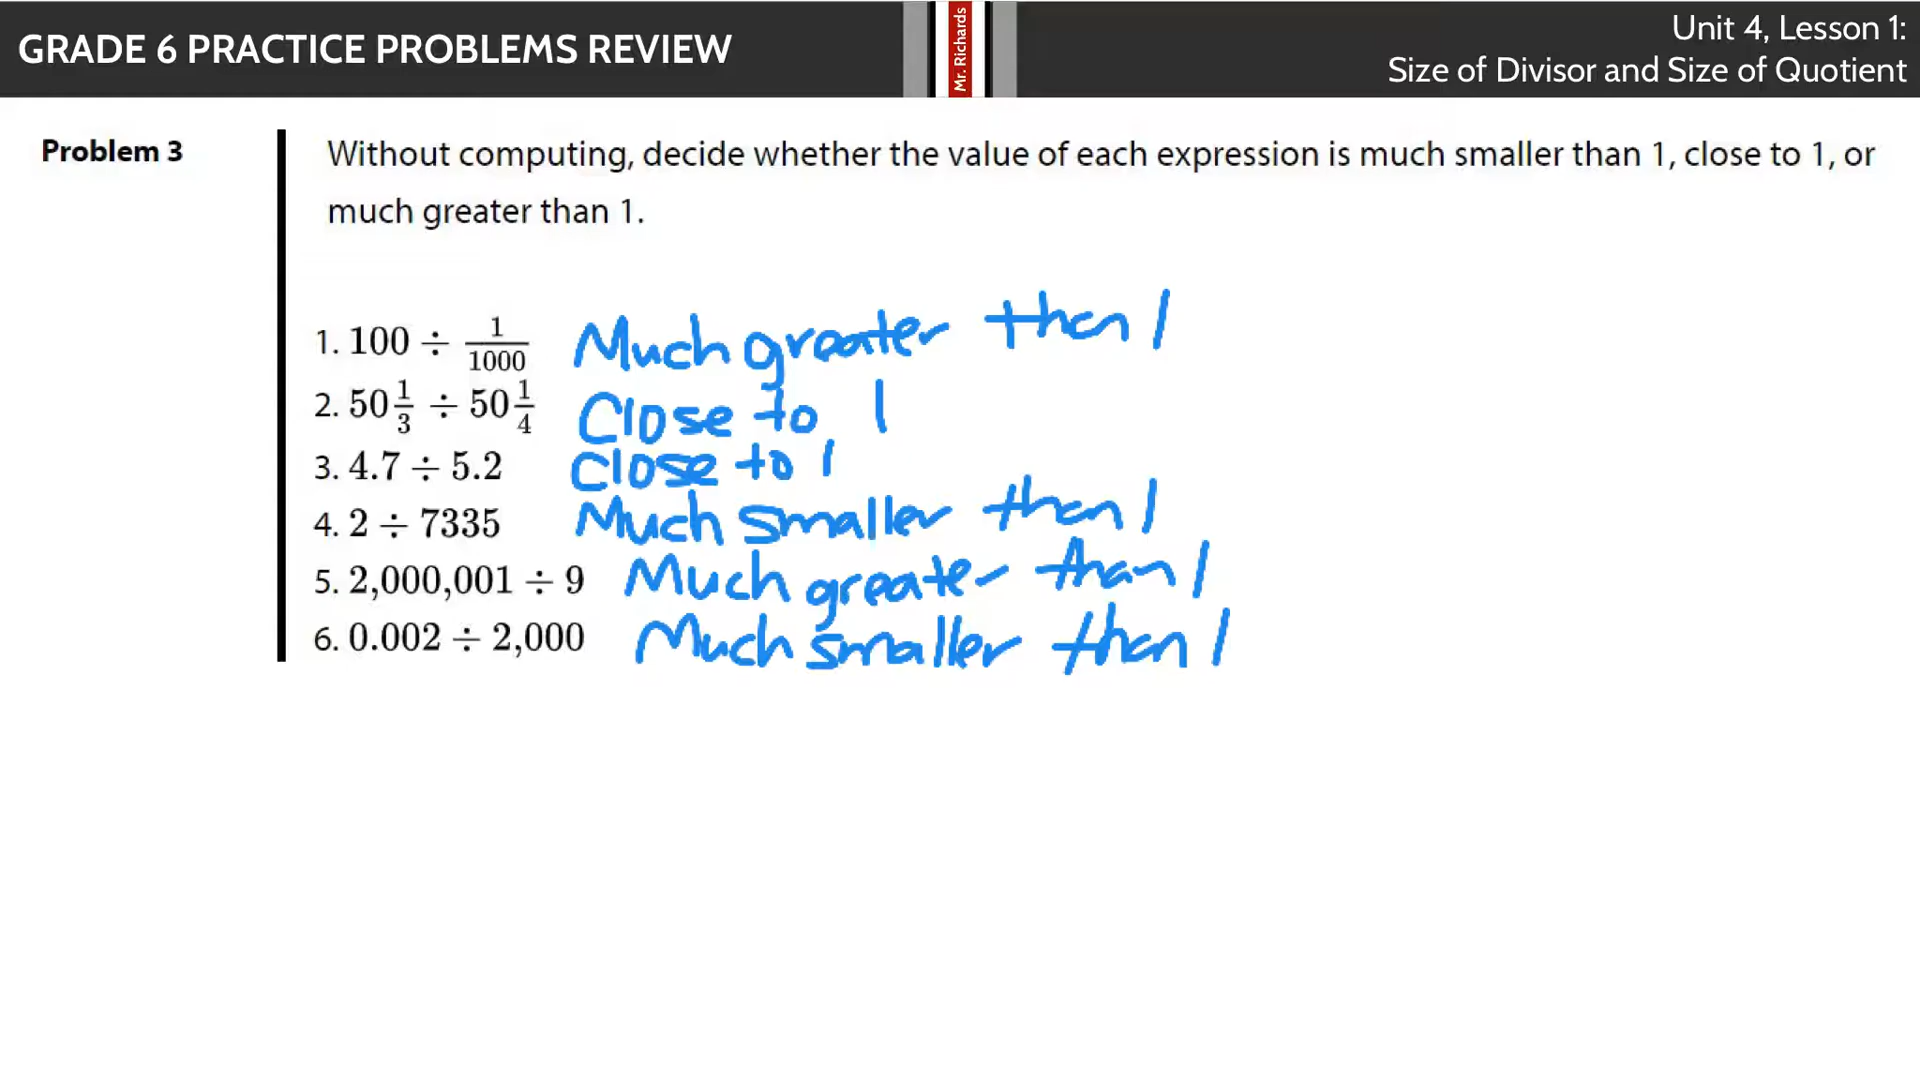 GRADE 6 PRACTICE PROBLEMS REVIEW
Mr. Richards
Unit 4, Lesson 1:
Size of Divisor and Size of Quotient
Problem 3
Without computing, decide whether the value of each expression is much smaller than 1, close to 1, or
much greater than 1.
1. 100 ÷ 1/1000 Much greater then 1
2. 50 1/3 ÷ 50 1/4 Close to 1
3. 4.7 ÷ 5.2 Close to 1
4. 2 ÷ 7335 Much smaller then 1
5. 2,000,001 ÷ 9 Much greater than 1
6. 0.002 ÷ 2,000 Much smaller then 1